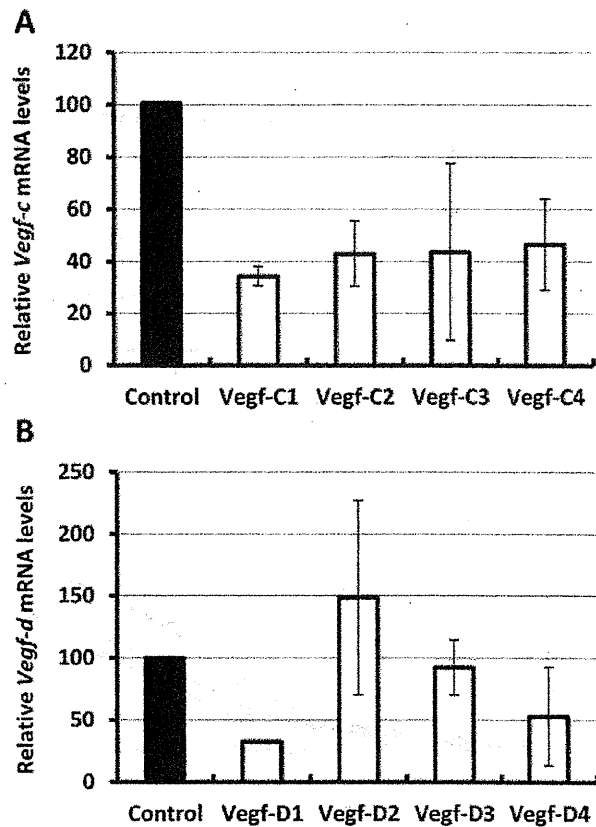 A
Relative Vegf-c mRNA levels
120
100
80
60
40
20
0
Control Vegf-C1 Vegf-C2 Vegf-C3 Vegf-C4
B
Relative Vegf-d mRNA levels
250
200
150
100
50
0
Control Vegf-D1 Vegf-D2 Vegf-D3 Vegf-D4